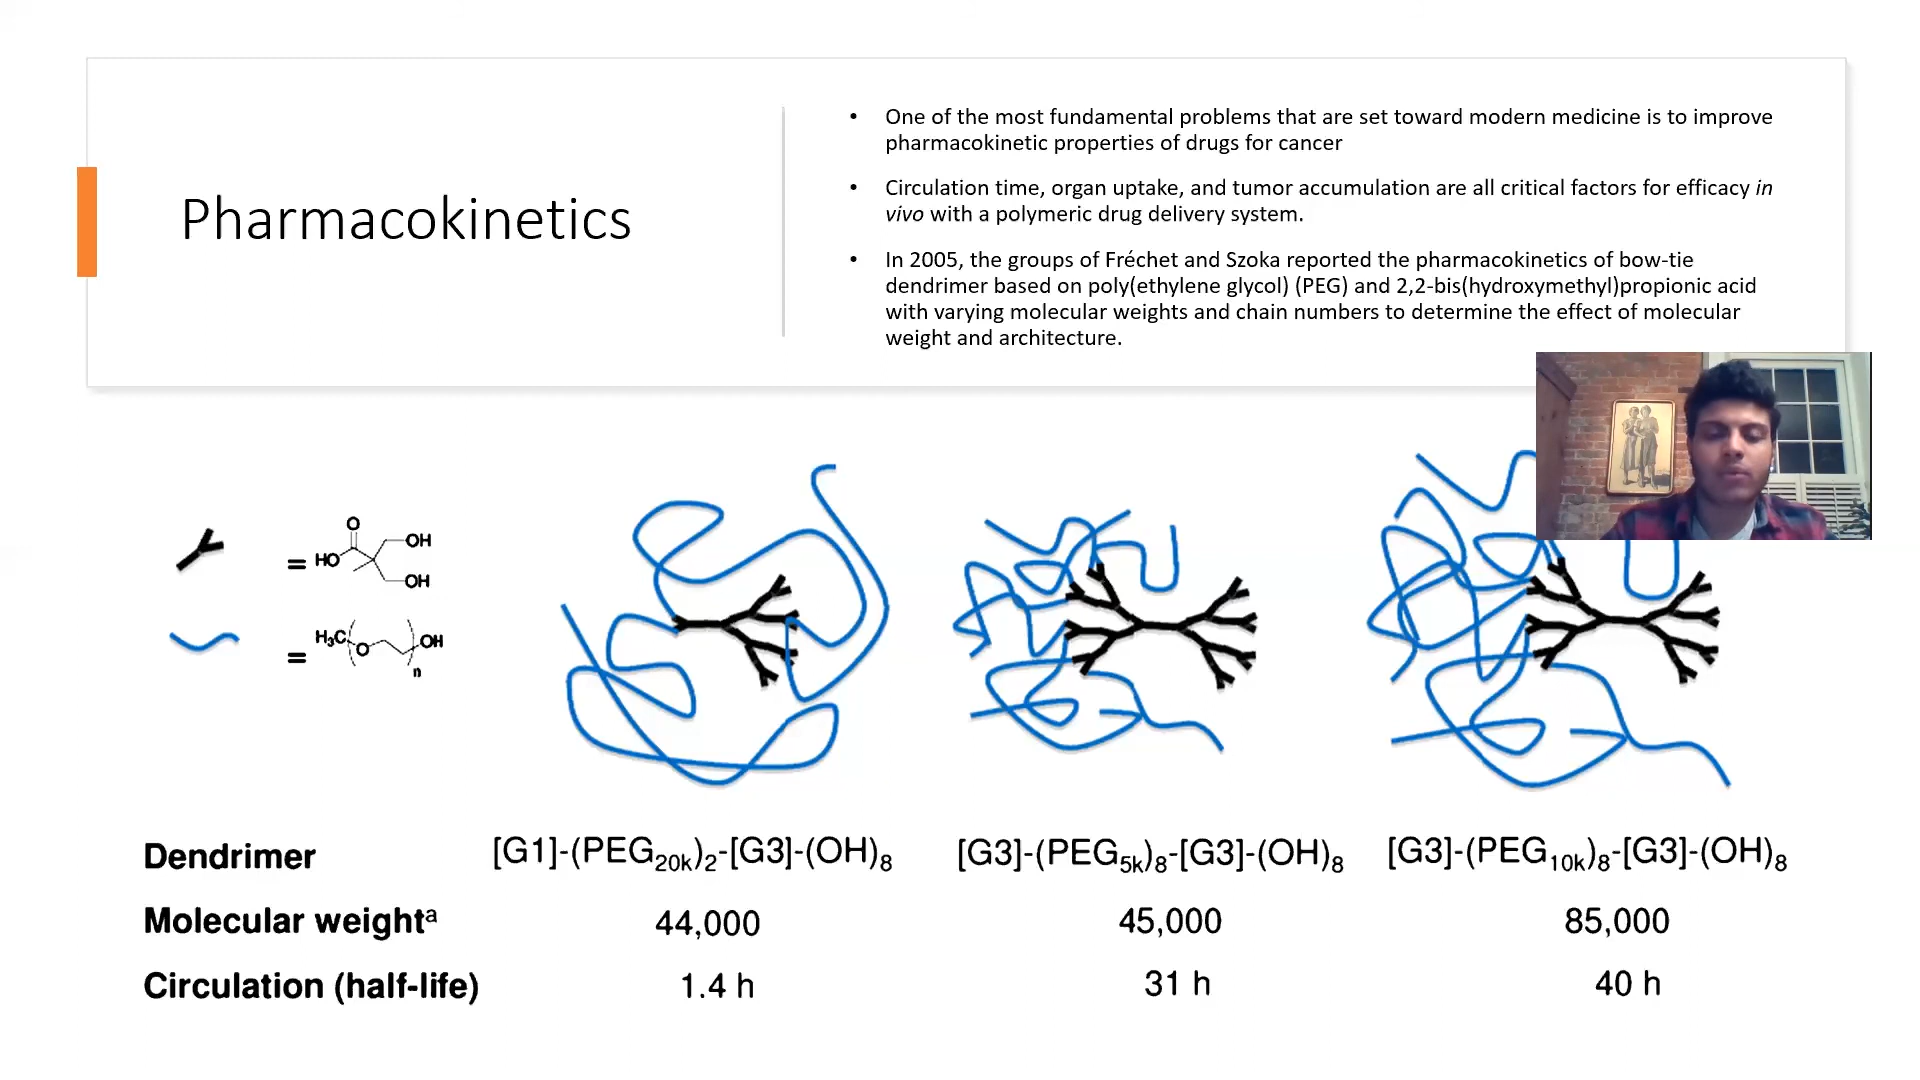 Pharmacokinetics
• One of the most fundamental problems that are set toward modern medicine is to improve
pharmacokinetic properties of drugs for cancer
• Circulation time, organ uptake, and tumor accumulation are all critical factors for efficacy in
vivo with a polymeric drug delivery system.
• In 2005, the groups of Fréchet and Szoka reported the pharmacokinetics of bow-tie
dendrimer based on poly(ethylene glycol) (PEG) and 2,2-bis(hydroxymethyl)propionic acid
with varying molecular weights and chain numbers to determine the effect of molecular
weight and architecture.
O
OH
= HO
OH
= H₃C ( O ) OH
n
Dendrimer [G1]-(PEG₂₀ₖ)₂-[G3]-(OH)₈ [G3]-(PEG₅ₖ)₈-[G3]-(OH)₈ [G3]-(PEG₁₀ₖ)₈-[G3]-(OH)₈
Molecular weightᵃ 44,000 45,000 85,000
Circulation (half-life) 1.4 h 31 h 40 h